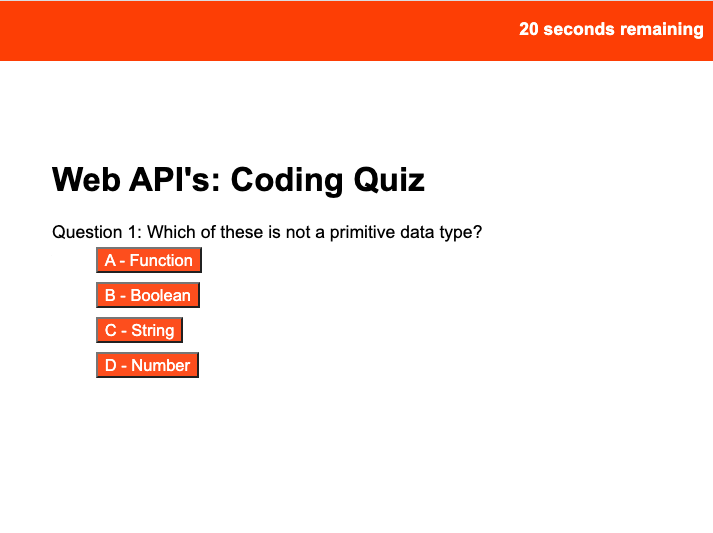 20 seconds remaining
Web API's: Coding Quiz
Question 1: Which of these is not a primitive data type?
A - Function
B - Boolean
C - String
D - Number